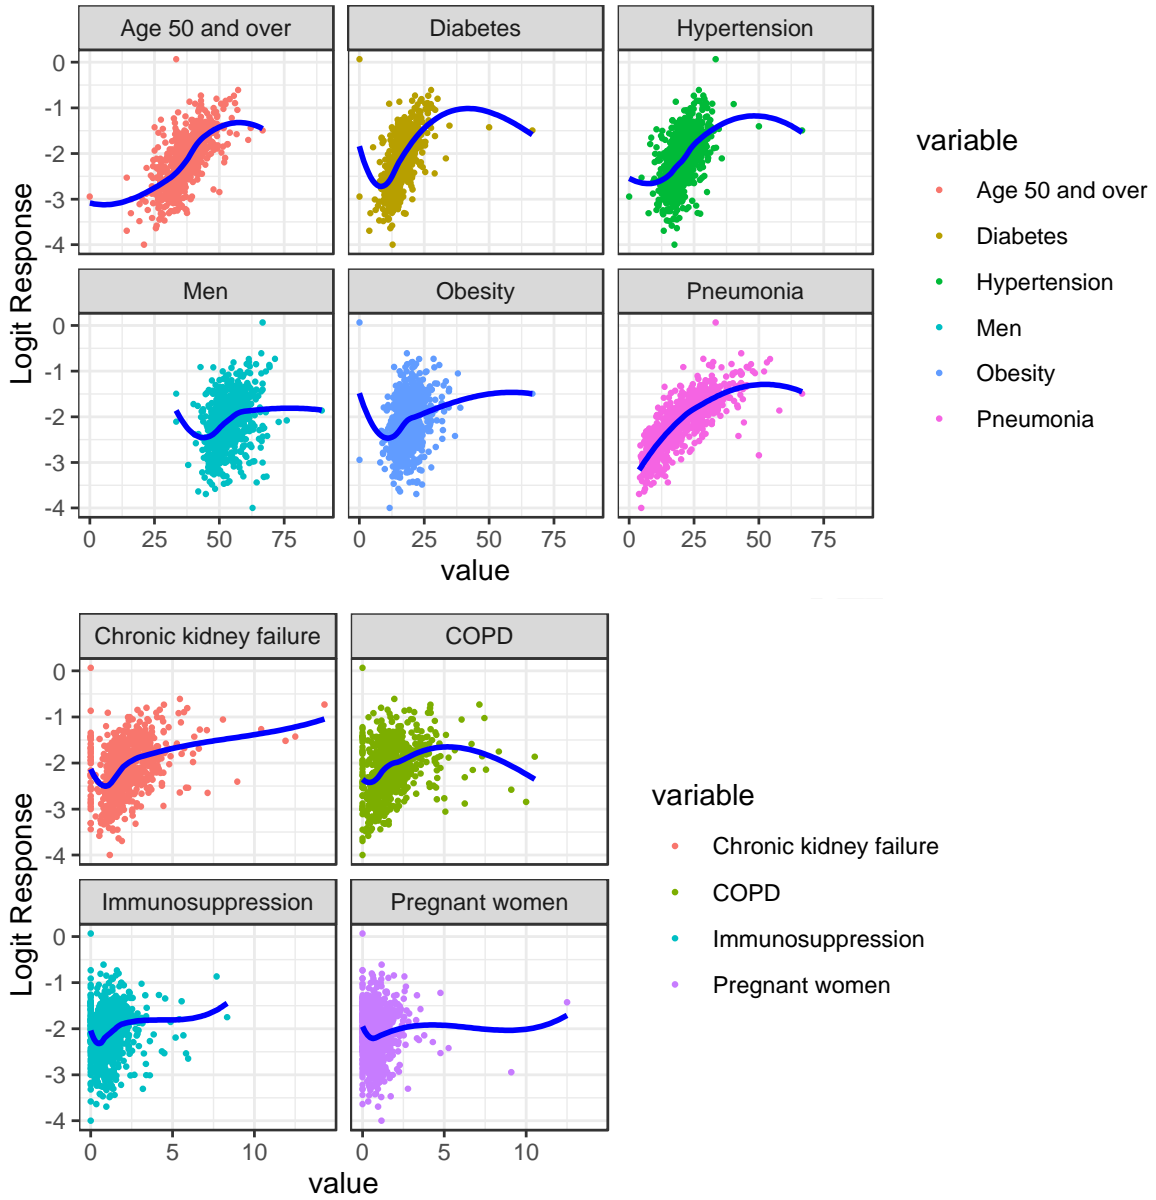 Age 50 and over
Diabetes
Hypertension
0
-1
-2
-3
-4
Men
Obesity
Pneumonia
0
-1
-2
-3
-4
0 25 50 75
0 25 50 75
0 25 50 75
Logit Response
value
variable
Age 50 and over
Diabetes
Hypertension
Men
Obesity
Pneumonia
Chronic kidney failure
COPD
0
-1
-2
-3
-4
Immunosuppression
Pregnant women
0
-1
-2
-3
-4
0 5 10
0 5 10
Logit Response
value
variable
Chronic kidney failure
COPD
Immunosuppression
Pregnant women